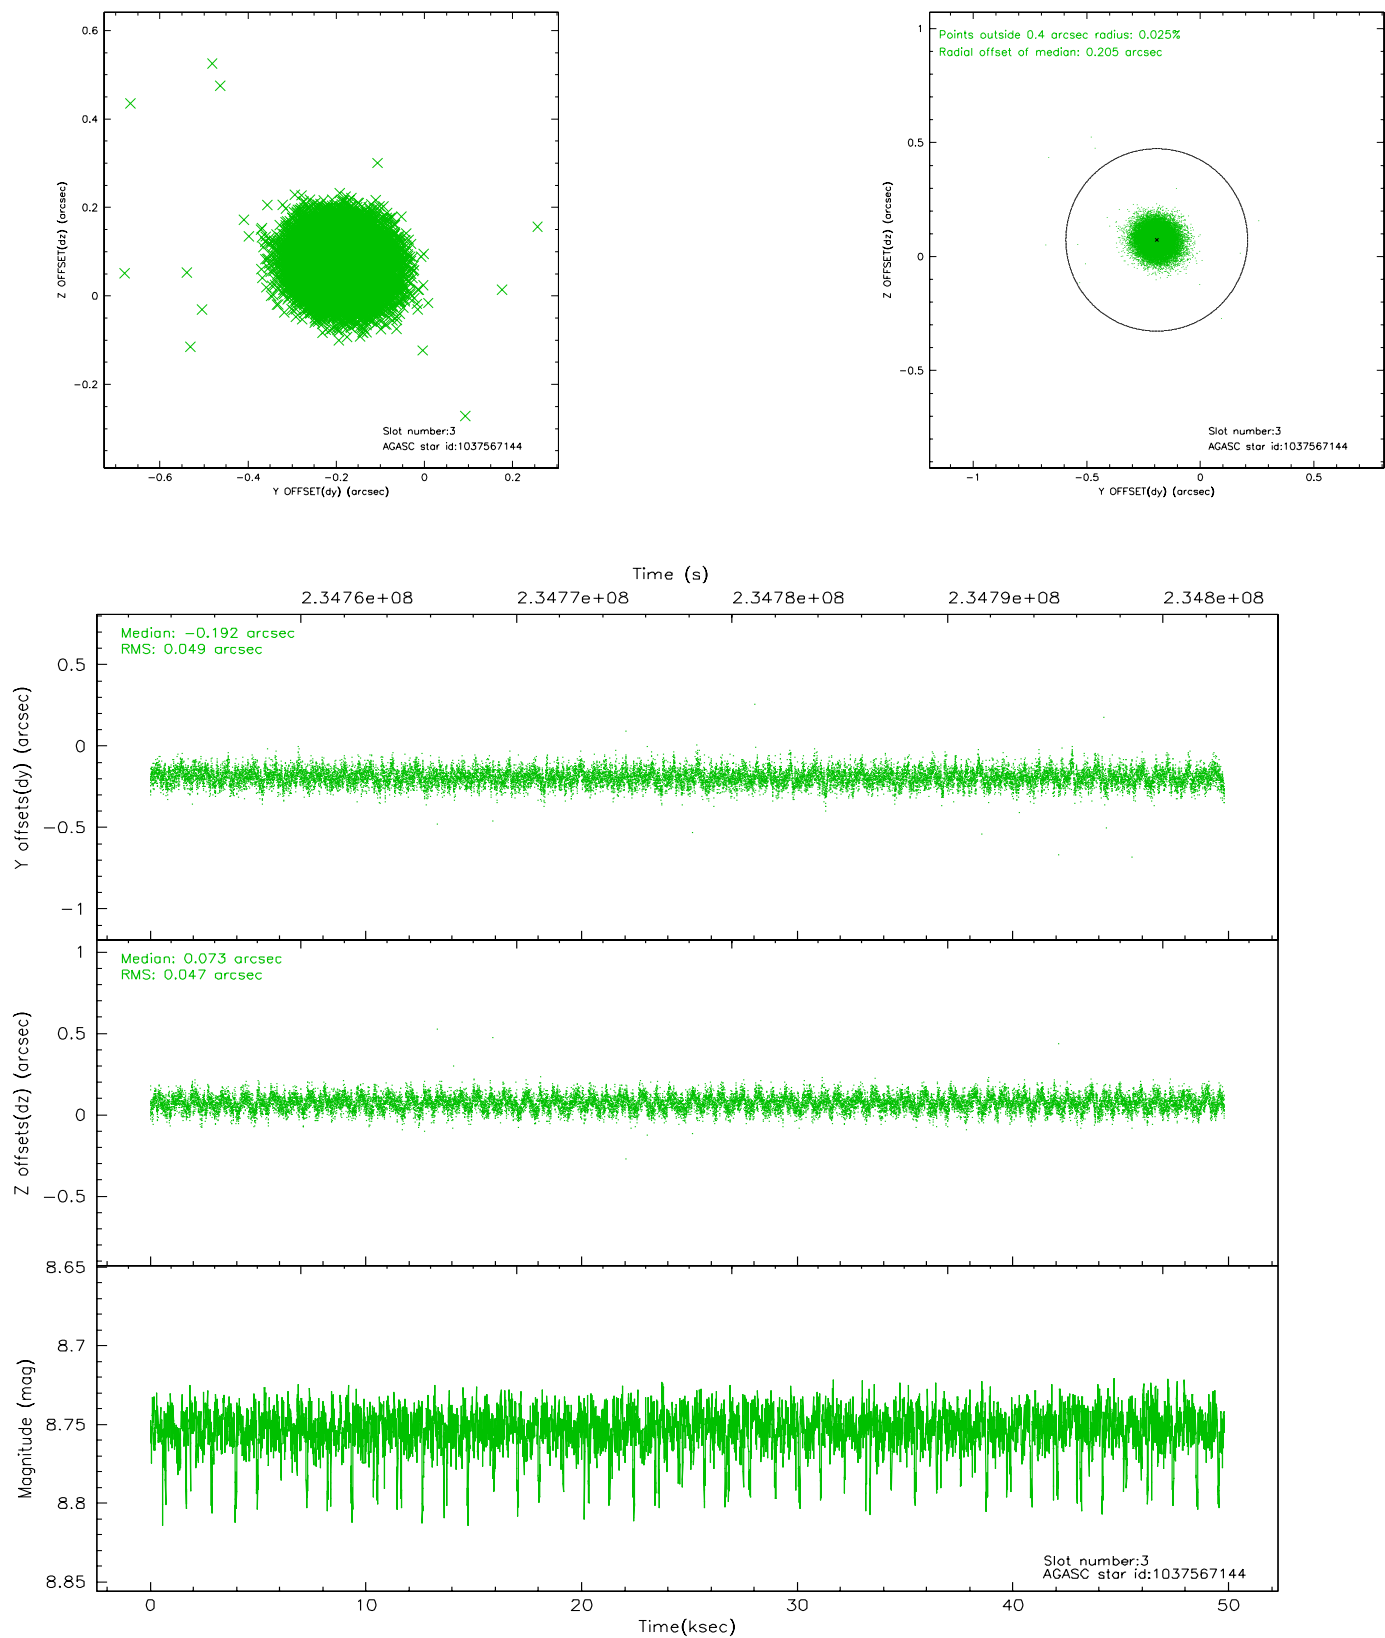 0.6
0.4
0.2
0
−0.2
Z OFFSET(dz) (arcsec)
−0.6
−0.4
−0.2
0
0.2
Y OFFSET(dy) (arcsec)
Slot number:3
AGASC star id:1037567144
Points outside 0.4 arcsec radius: 0.025%
Radial offset of median: 0.205 arcsec
1
0.5
0
−0.5
Z OFFSET(dz) (arcsec)
−1
−0.5
0
0.5
Y OFFSET(dy) (arcsec)
Slot number:3
AGASC star id:1037567144
Time (s)
2.3476e+08
2.3477e+08
2.3478e+08
2.3479e+08
2.348e+08
Median: −0.192 arcsec
RMS: 0.049 arcsec
0.5
0
−0.5
−1
Y offsets(dy) (arcsec)
Median: 0.073 arcsec
RMS: 0.047 arcsec
1
0.5
0
−0.5
Z offsets(dz) (arcsec)
8.65
8.7
8.75
8.8
8.85
Magnitude (mag)
Slot number:3
AGASC star id:1037567144
0
10
20
30
40
50
Time(ksec)